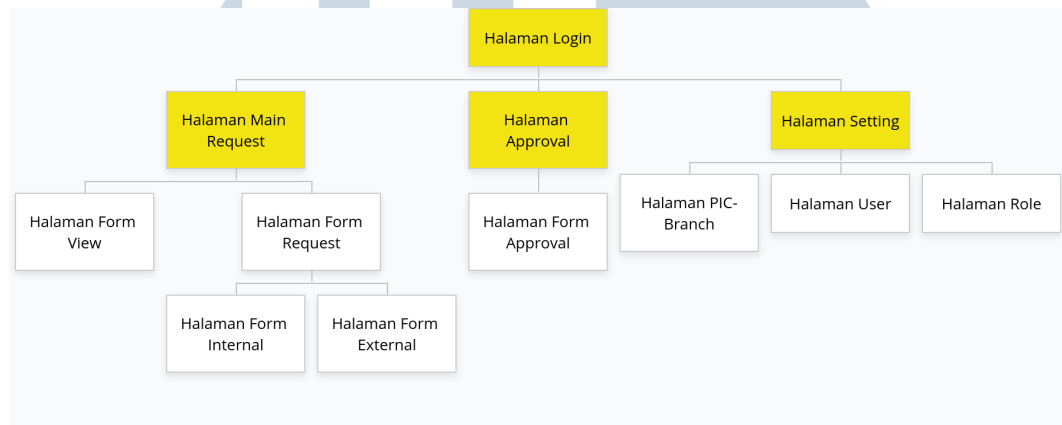 Halaman Login
Halaman Main
Request
Halaman
Approval
Halaman Setting
Halaman Form
View
Halaman Form
Request
Halaman Form
Approval
Halaman PIC-
Branch
Halaman User
Halaman Role
Halaman Form
Internal
Halaman Form
External